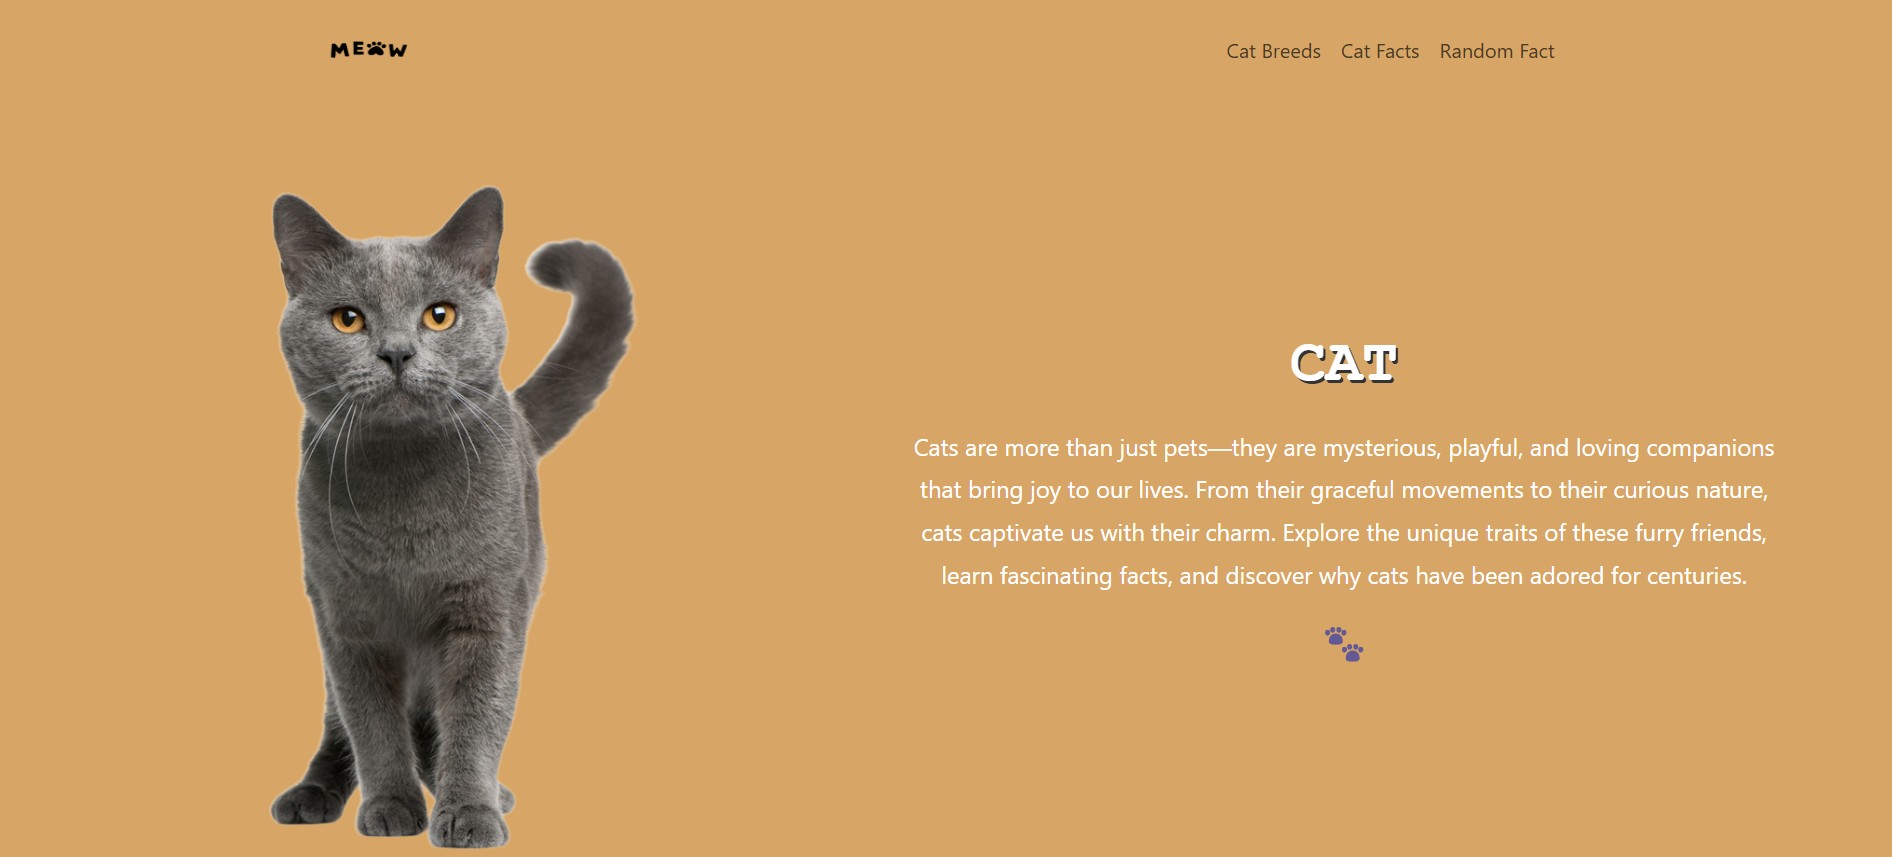 MEOW
Cat Breeds Cat Facts Random Fact
CAT
Cats are more than just pets—they are mysterious, playful, and loving companions
that bring joy to our lives. From their graceful movements to their curious nature,
cats captivate us with their charm. Explore the unique traits of these furry friends,
learn fascinating facts, and discover why cats have been adored for centuries.